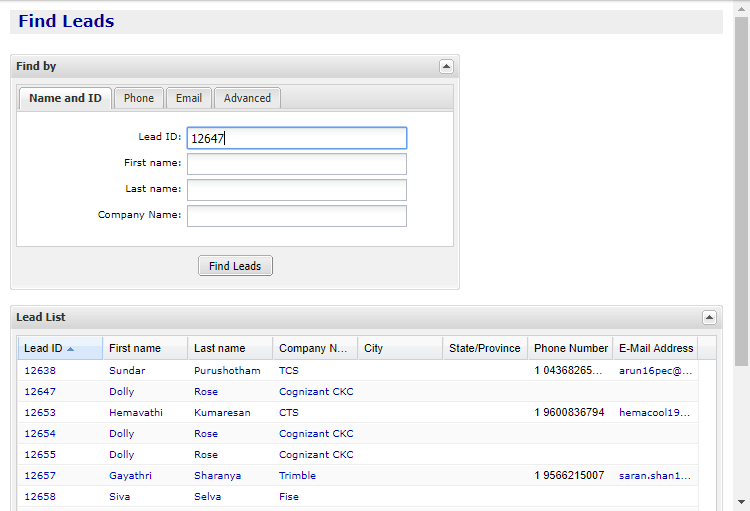 Find Leads
Find by
Name and ID Phone Email Advanced
Lead ID: 12647
First name:
Last name:
Company Name:
Find Leads
Lead List
Lead ID First name Last name Company N... City State/Province Phone Number E-Mail Address
12638 Sundar Purushotham TCS 1 04368265... arun16pec@...
12647 Dolly Rose Cognizant CKC
12653 Hemavathi Kumaresan CTS 1 9600836794 hemacool19...
12654 Dolly Rose Cognizant CKC
12655 Dolly Rose Cognizant CKC
12657 Gayathri Sharanya Trimble 1 9566215007 saran.shan1...
12658 Siva Selva Fise